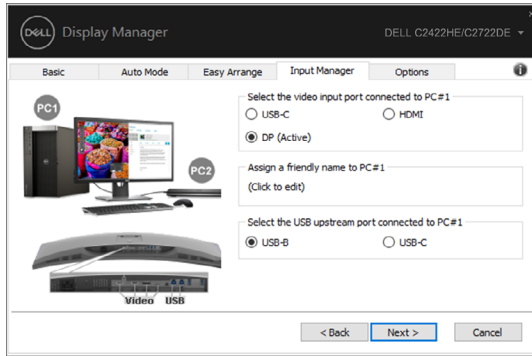 DELL Display Manager
DELL C2422HE/C2722DE
Basic Auto Mode Easy Arrange Input Manager Options
PC1
PC2
Video USB
Select the video input port connected to PC#1
USB-C HDMI
DP (Active)
Assign a friendly name to PC#1
(Click to edit)
Select the USB upstream port connected to PC#1
USB-B USB-C
< Back Next > Cancel